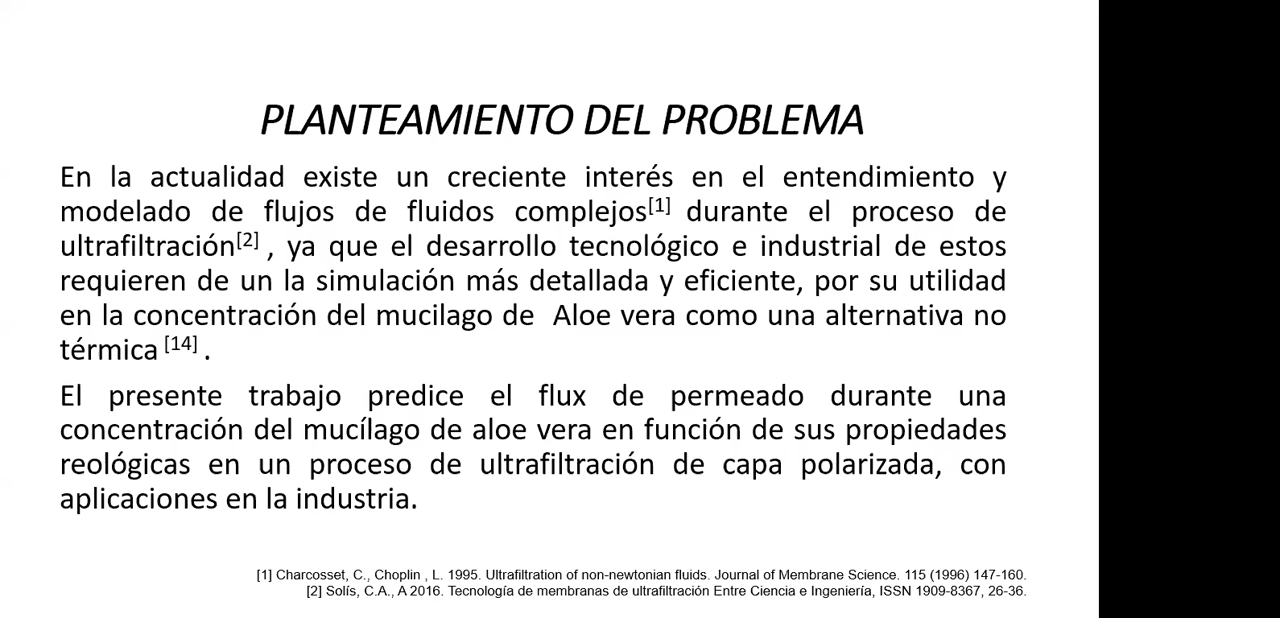 PLANTEAMIENTO DEL PROBLEMA
En la actualidad existe un creciente interés en el entendimiento y
modelado de flujos de fluidos complejos[1] durante el proceso de
ultrafiltración[2] , ya que el desarrollo tecnológico e industrial de estos
requieren de un la simulación más detallada y eficiente, por su utilidad
en la concentración del mucilago de  Aloe vera como una alternativa no
térmica [14] .
El presente trabajo predice el flux de permeado durante una
concentración del mucílago de aloe vera en función de sus propiedades
reológicas en un proceso de ultrafiltración de capa polarizada, con
aplicaciones en la industria.
[1] Charcosset, C., Choplin , L. 1995. Ultrafiltration of non-newtonian fluids. Journal of Membrane Science. 115 (1996) 147-160.
[2] Solís, C.A., A 2016. Tecnología de membranas de ultrafiltración Entre Ciencia e Ingeniería, ISSN 1909-8367, 26-36.